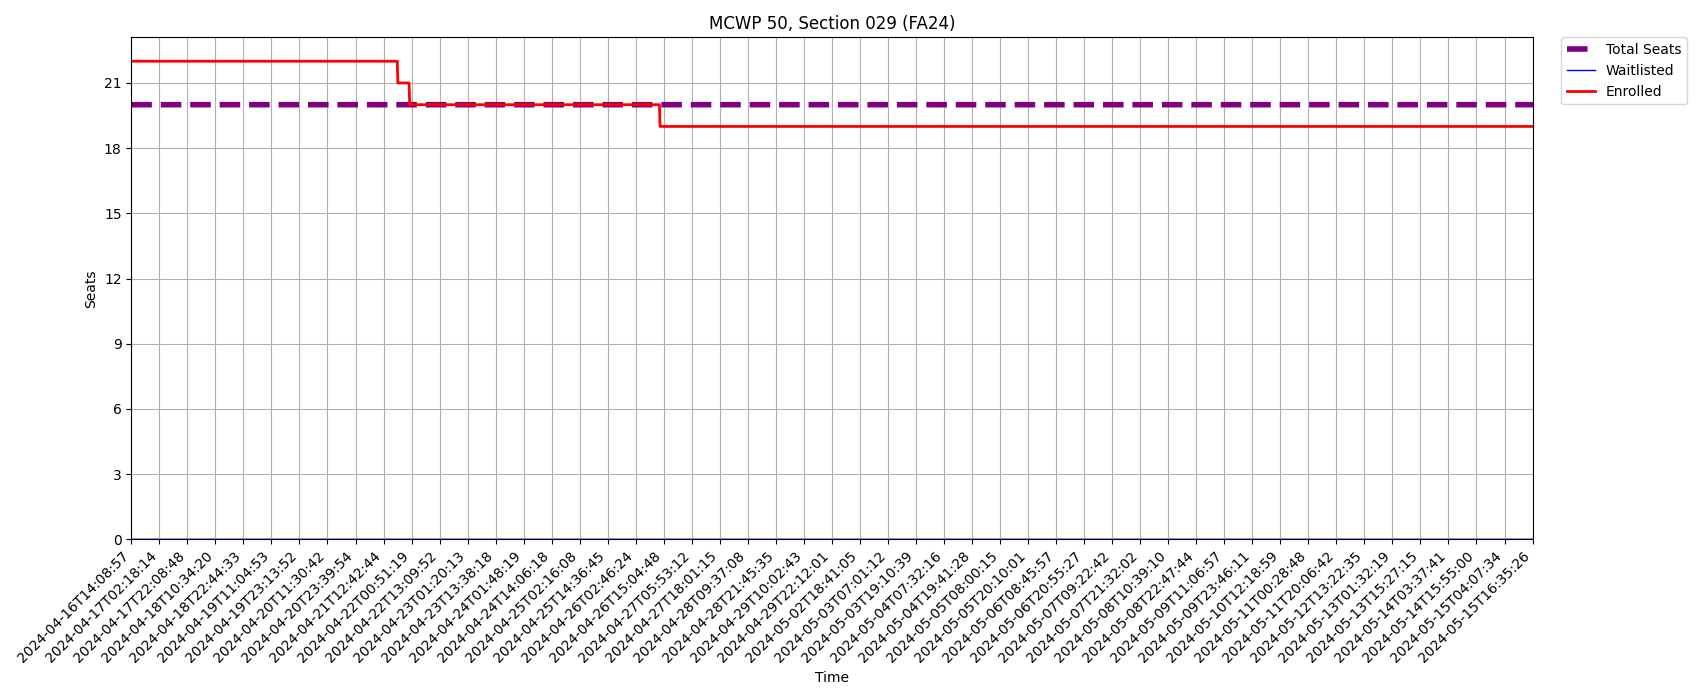 MCWP 50, Section 029 (FA24)
Total Seats
Waitlisted
Enrolled
Seats
21
18
15
12
9
6
3
0
2024-04-16T14:08:57
2024-04-17T02:18:14
2024-04-17T22:08:48
2024-04-18T10:34:20
2024-04-18T22:44:33
2024-04-19T11:04:53
2024-04-19T23:13:52
2024-04-20T11:30:42
2024-04-20T23:39:54
2024-04-21T12:42:44
2024-04-22T00:51:19
2024-04-22T13:09:52
2024-04-23T01:20:13
2024-04-23T13:38:18
2024-04-24T01:48:19
2024-04-24T14:06:18
2024-04-25T02:16:08
2024-04-25T14:36:45
2024-04-26T02:46:24
2024-04-26T15:04:48
2024-04-27T05:53:12
2024-04-27T18:01:15
2024-04-28T09:37:08
2024-04-28T21:45:35
2024-04-29T10:02:43
2024-04-29T22:12:01
2024-05-02T18:41:05
2024-05-03T07:01:12
2024-05-03T19:10:39
2024-05-04T07:32:16
2024-05-04T19:41:28
2024-05-05T08:00:15
2024-05-05T20:10:01
2024-05-06T08:45:57
2024-05-06T20:55:27
2024-05-07T09:22:42
2024-05-07T21:32:02
2024-05-08T10:39:10
2024-05-08T22:47:44
2024-05-09T11:06:57
2024-05-09T23:46:11
2024-05-10T12:18:59
2024-05-11T00:28:48
2024-05-11T20:06:42
2024-05-12T13:22:35
2024-05-13T01:32:19
2024-05-13T15:27:15
2024-05-14T03:37:41
2024-05-14T15:55:00
2024-05-15T04:07:34
2024-05-15T16:35:26
Time